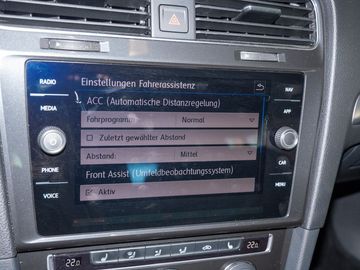 RADIO
MEDIA
PHONE
VOICE
Einstellungen Fahrerassistenz
ACC (Automatische Distanzregelung)
Fahrprogramm: Normal
Zuletzt gewählter Abstand
Abstand: Mittel
Front Assist (Umfeldbeobachtungssystem)
Aktiv
NAV
APP
CAR
MENU
22.0
22.0